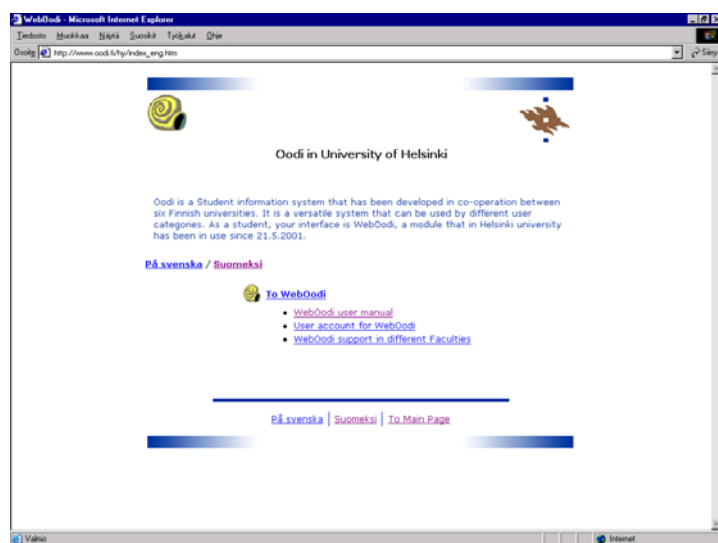 WebOodi - Microsoft Internet Explorer
Tiedosto Muokkaa Näytä Suosikit Työkalut Ohje
Osoite http://www.oodi.fi/hy/index_eng.htm Siirry
Oodi in University of Helsinki
Oodi is a Student information system that has been developed in co-operation between
six Finnish universities. It is a versatile system that can be used by different user
categories. As a student, your interface is WebOodi, a module that in Helsinki university
has been in use since 21.5.2001.
På svenska / Suomeksi
To WebOodi
• WebOodi user manual
• User account for WebOodi
• WebOodi support in different Faculties
På svenska | Suomeksi | To Main Page
Valmis Internet